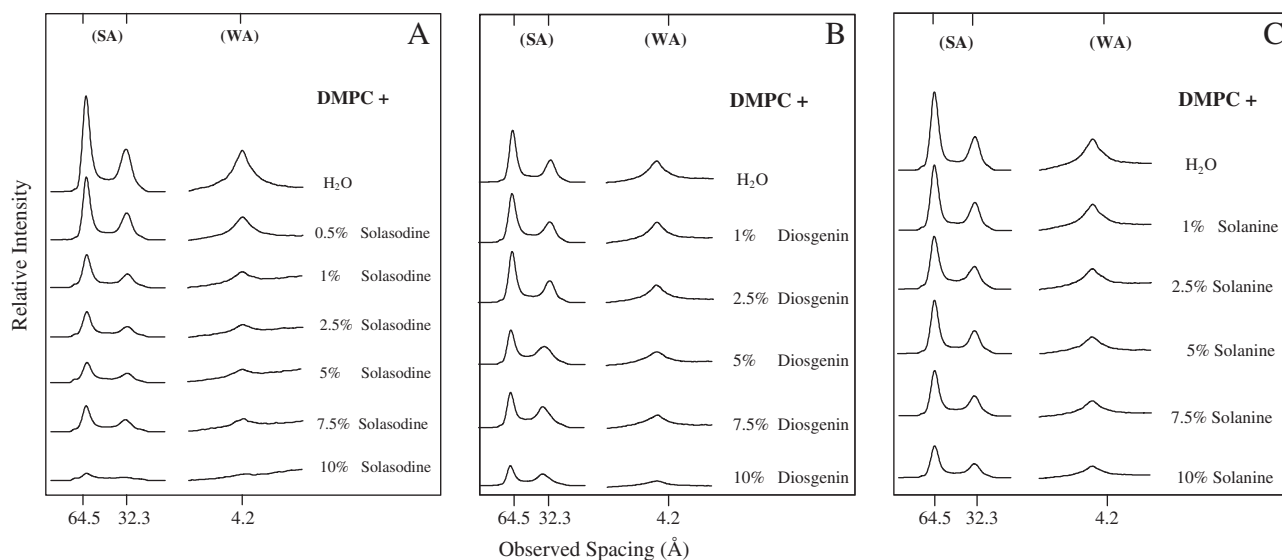 A
(SA) (WA)
DMPC +
H₂O
0.5% Solasodine
1% Solasodine
2.5% Solasodine
5% Solasodine
7.5% Solasodine
10% Solasodine
64.5 32.3 4.2
B
(SA) (WA)
DMPC +
H₂O
1% Diosgenin
2.5% Diosgenin
5% Diosgenin
7.5% Diosgenin
10% Diosgenin
64.5 32.3 4.2
C
(SA) (WA)
DMPC +
H₂O
1% Solanine
2.5% Solanine
5% Solanine
7.5% Solanine
10% Solanine
64.5 32.3 4.2
Relative Intensity
Observed Spacing (Å)